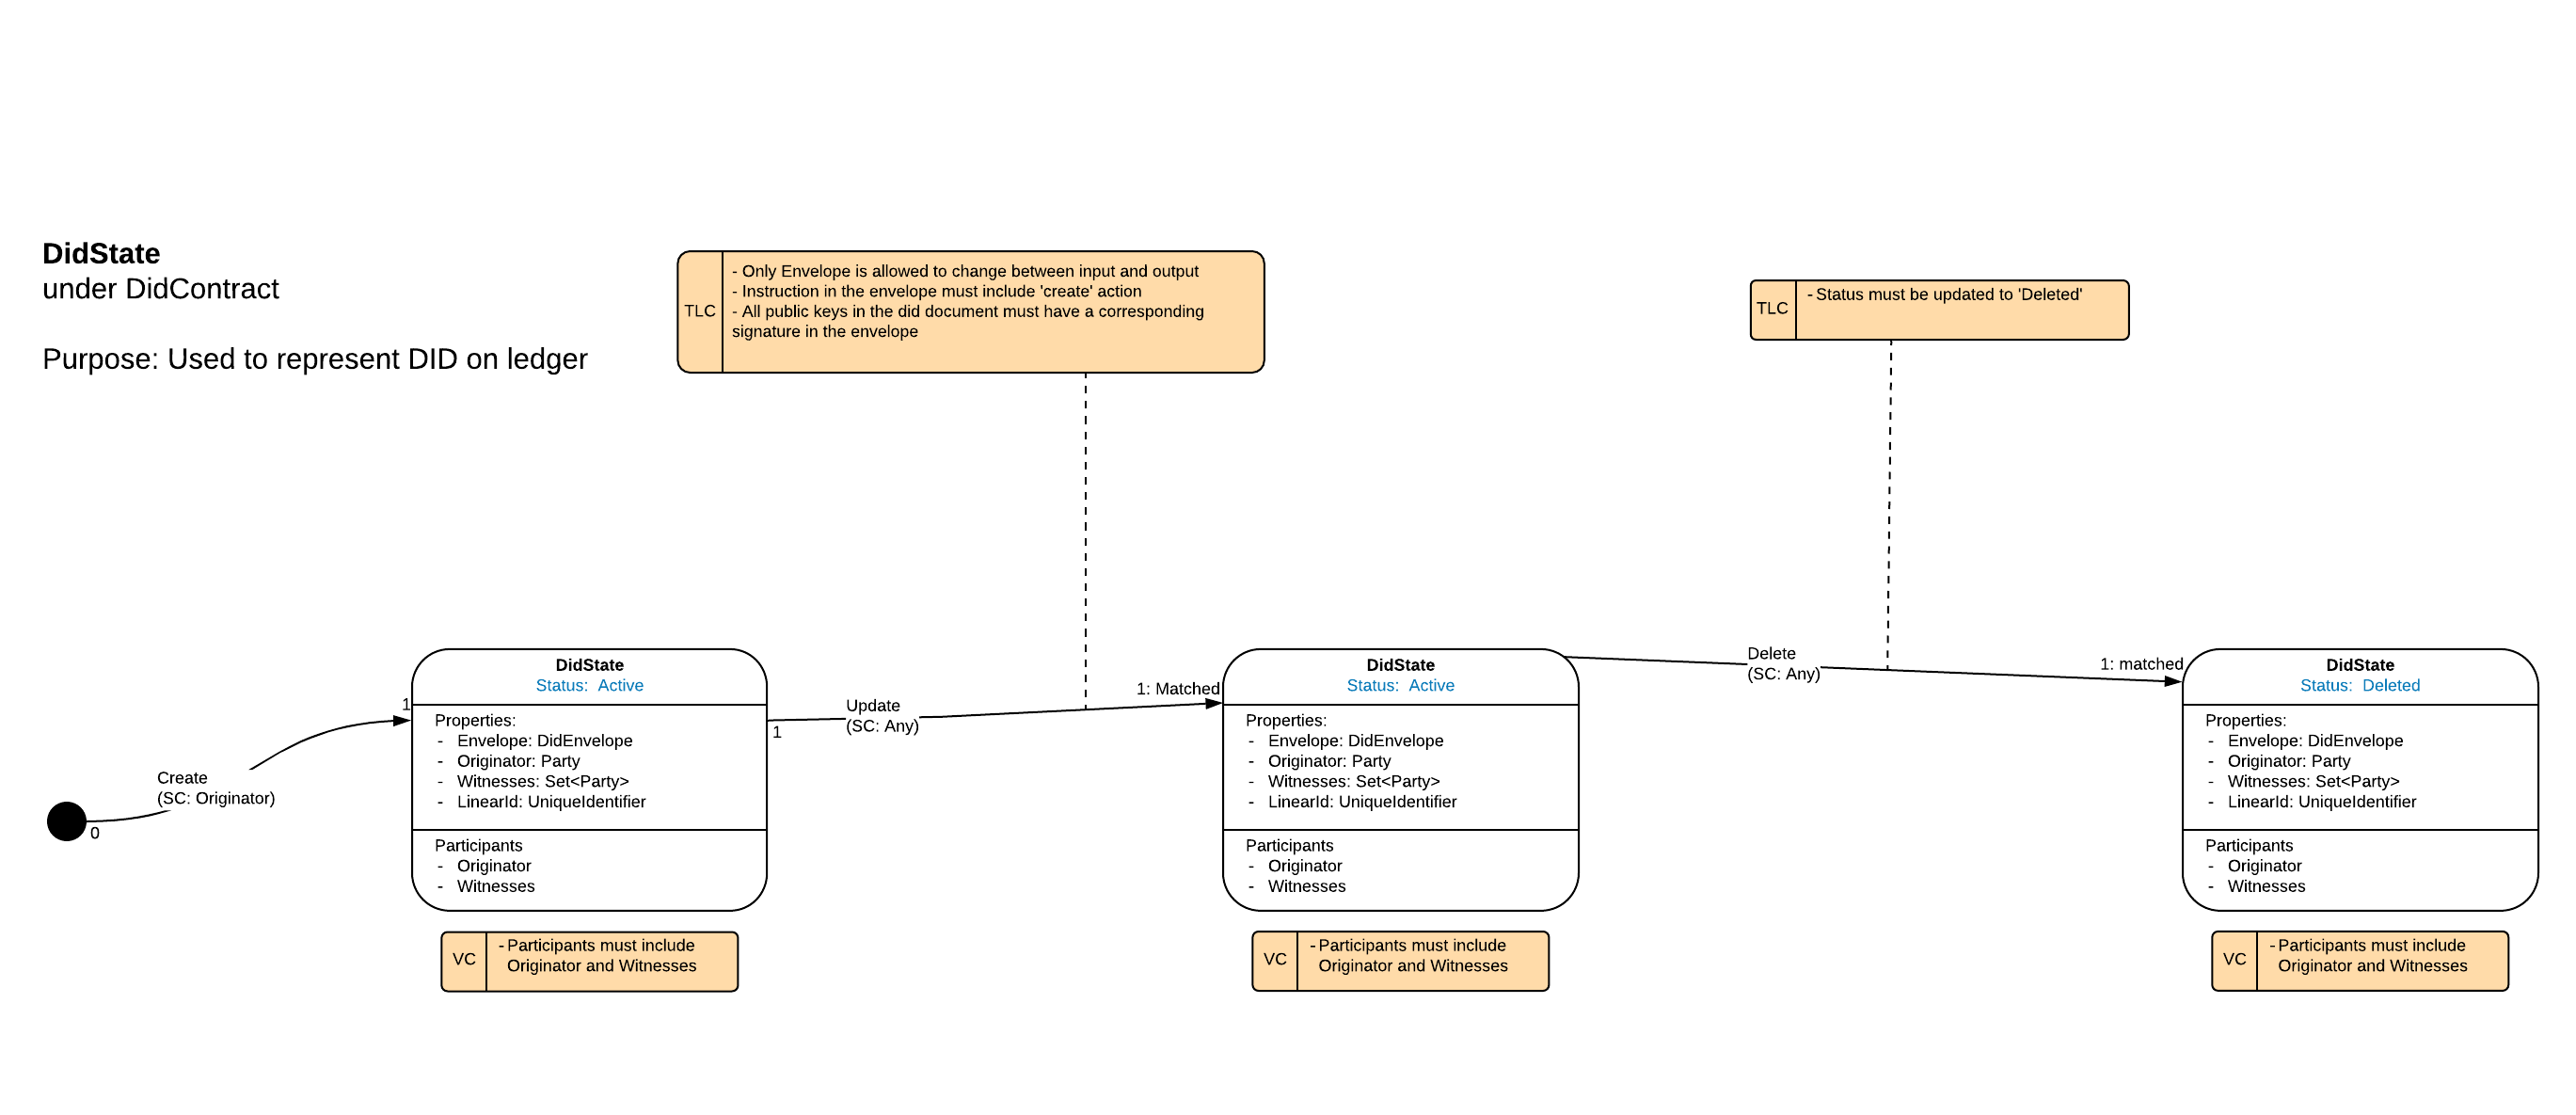 DidState
under DidContract
Purpose: Used to represent DID on ledger
TLC
- Only Envelope is allowed to change between input and output
- Instruction in the envelope must include 'create' action
- All public keys in the did document must have a corresponding
signature in the envelope
TLC
- Status must be updated to 'Deleted'
0
Create
(SC: Originator)
1
DidState
Status: Active
Properties:
- Envelope: DidEnvelope
- Originator: Party
- Witnesses: Set<Party>
- LinearId: UniqueIdentifier
Participants
- Originator
- Witnesses
VC
- Participants must include
Originator and Witnesses
1
Update
(SC: Any)
1: Matched
DidState
Status: Active
Properties:
- Envelope: DidEnvelope
- Originator: Party
- Witnesses: Set<Party>
- LinearId: UniqueIdentifier
Participants
- Originator
- Witnesses
VC
- Participants must include
Originator and Witnesses
Delete
(SC: Any)
1: matched
DidState
Status: Deleted
Properties:
- Envelope: DidEnvelope
- Originator: Party
- Witnesses: Set<Party>
- LinearId: UniqueIdentifier
Participants
- Originator
- Witnesses
VC
- Participants must include
Originator and Witnesses